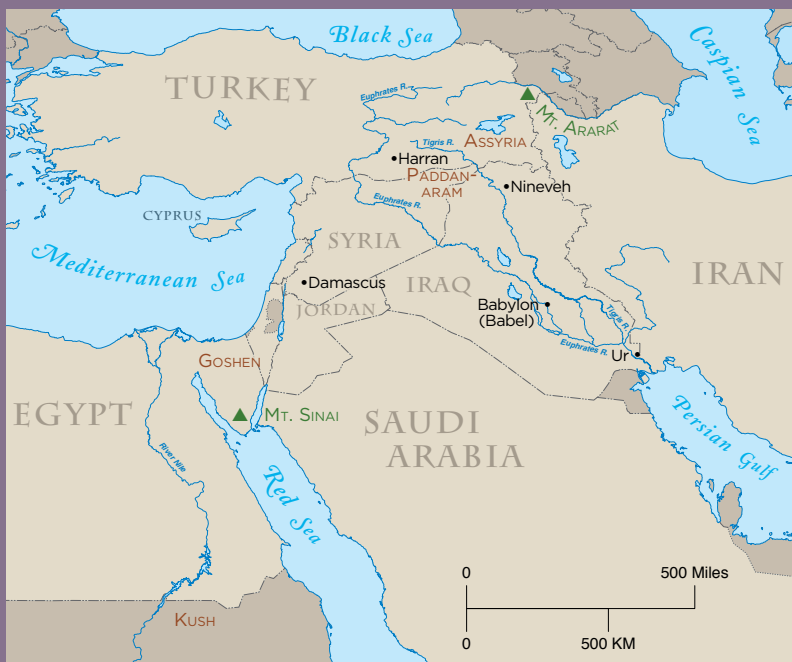 Black Sea
Caspian Sea
TURKEY
Euphrates R.
MT. ARARAT
Tigris R.
ASSYRIA
Harran
PADDAN-
ARAM
Nineveh
Euphrates R.
CYPRUS
SYRIA
Mediterranean Sea
IRAN
Damascus
IRAQ
JORDAN
Babylon
(Babel)
Tigris R.
Euphrates R.
Ur
GOSHEN
EGYPT
MT. SINAI
SAUDI
ARABIA
Persian Gulf
River Nile
Red Sea
0
500 Miles
0
500 KM
KUSH